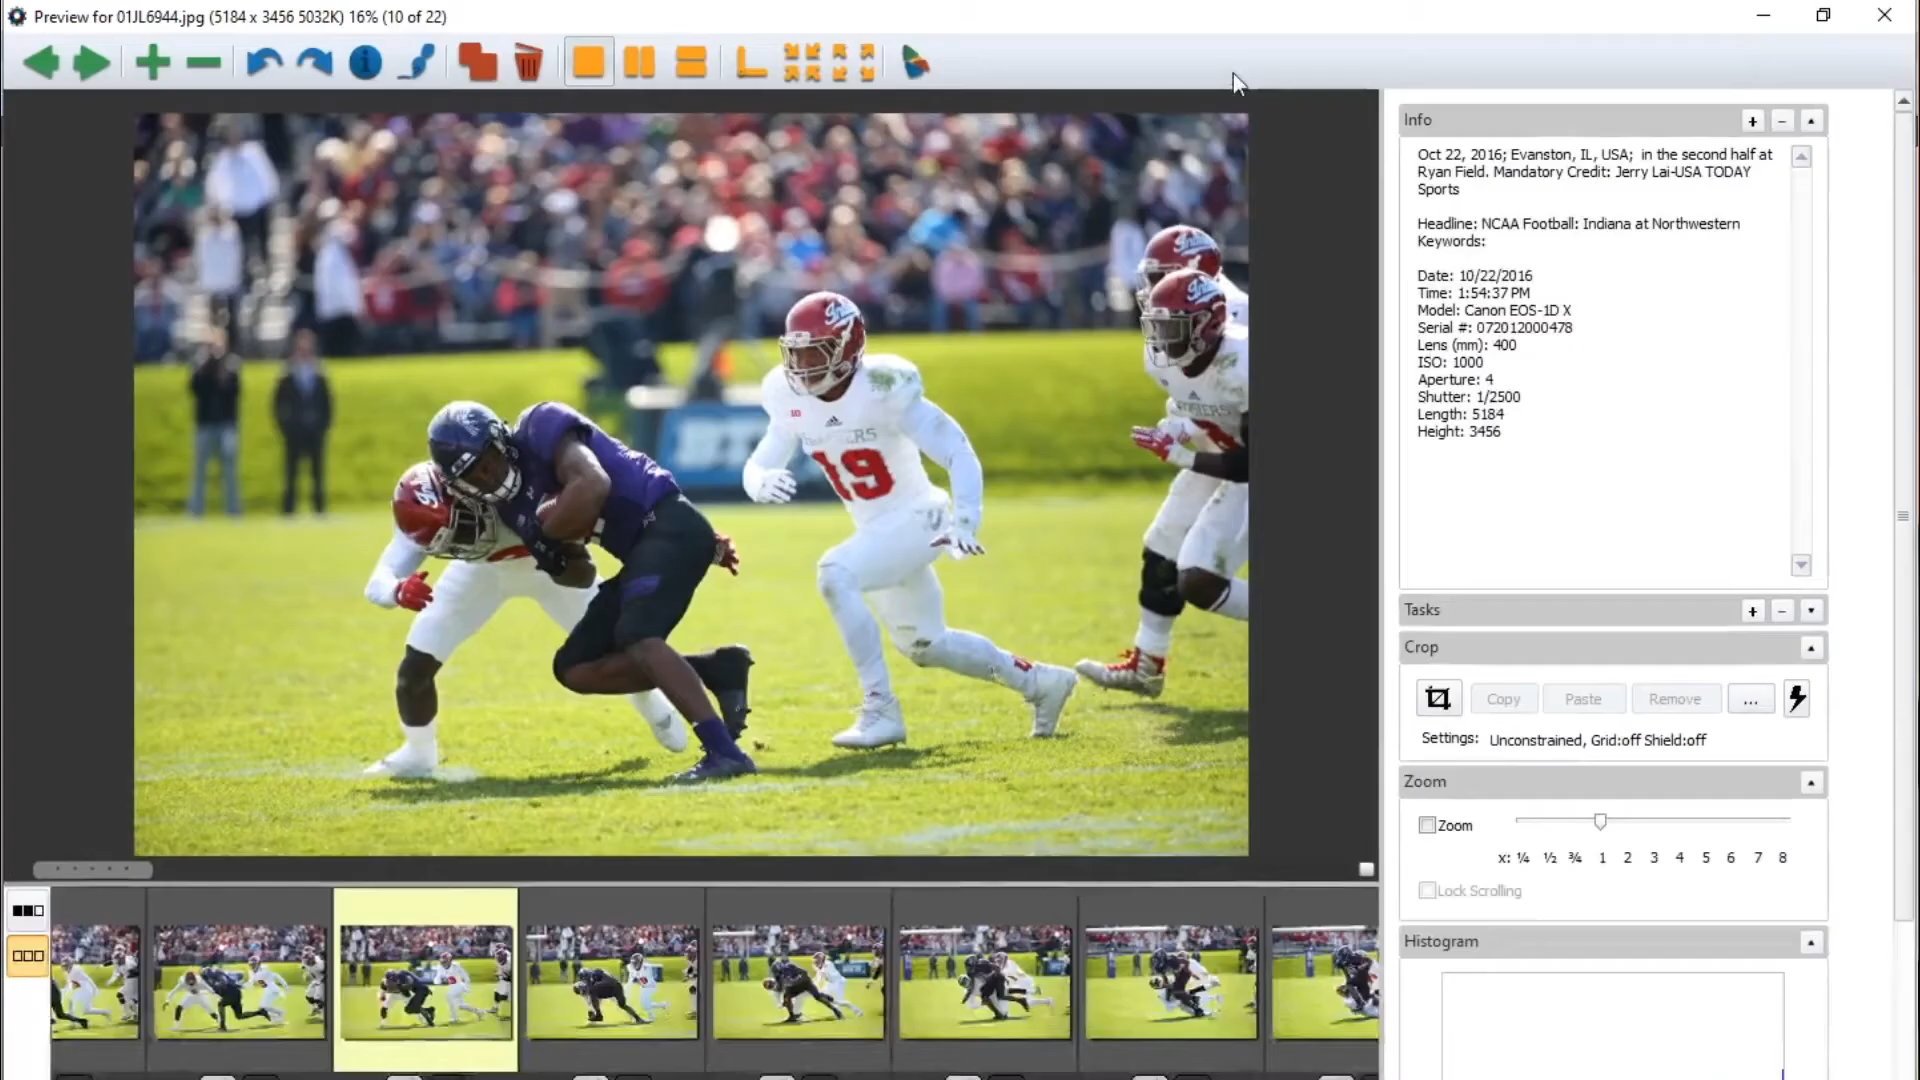 Preview for 01JL6944.jpg (5184 x 3456 5032K) 16% (10 of 22)
Info
Oct 22, 2016; Evanston, IL, USA;  in the second half at
Ryan Field. Mandatory Credit: Jerry Lai-USA TODAY
Sports
Headline: NCAA Football: Indiana at Northwestern
Keywords:
Date: 10/22/2016
Time: 1:54:37 PM
Model: Canon EOS-1D X
Serial #: 072012000478
Lens (mm): 400
ISO: 1000
Aperture: 4
Shutter: 1/2500
Length: 5184
Height: 3456
19
Tasks
Crop
Copy
Paste
Remove
...
Settings: Unconstrained, Grid:off Shield:off
Zoom
Zoom
x: ¼ ½ ¾ 1 2 3 4 5 6 7 8
Lock Scrolling
Histogram